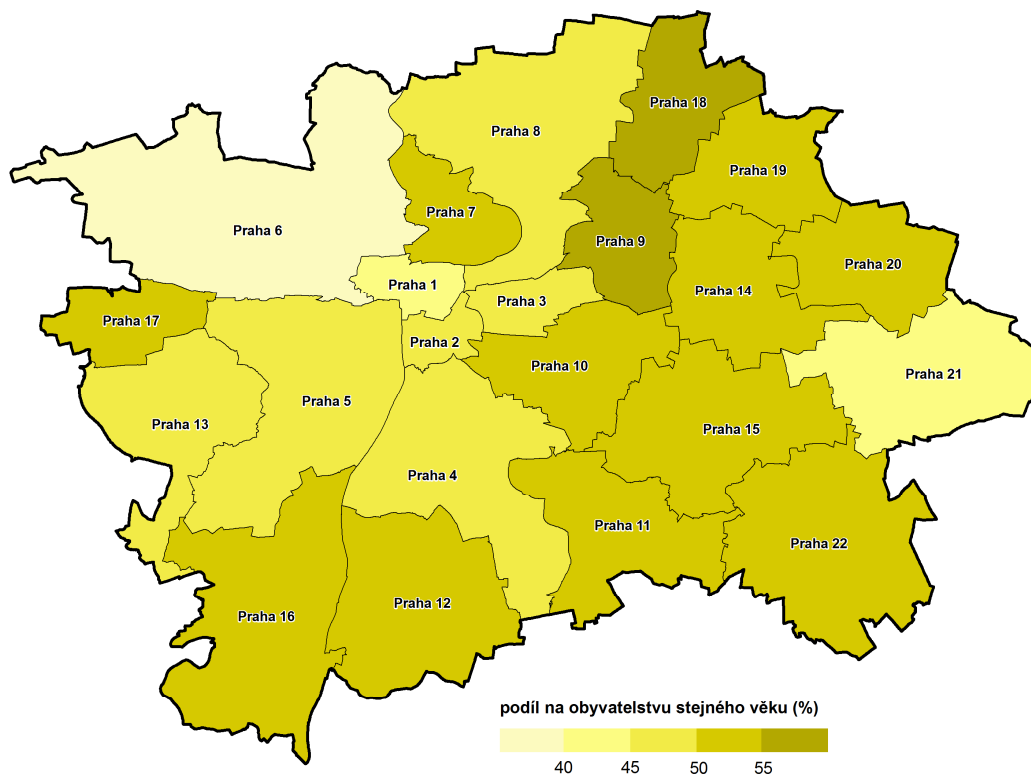 Praha 18
Praha 8
Praha 19
Praha 7
Praha 6
Praha 9
Praha 20
Praha 1
Praha 14
Praha 3
Praha 17
Praha 2
Praha 10
Praha 21
Praha 5
Praha 13
Praha 15
Praha 4
Praha 11
Praha 22
Praha 12
Praha 16
podíl na obyvatelstvu stejného věku (%)
40 45 50 55